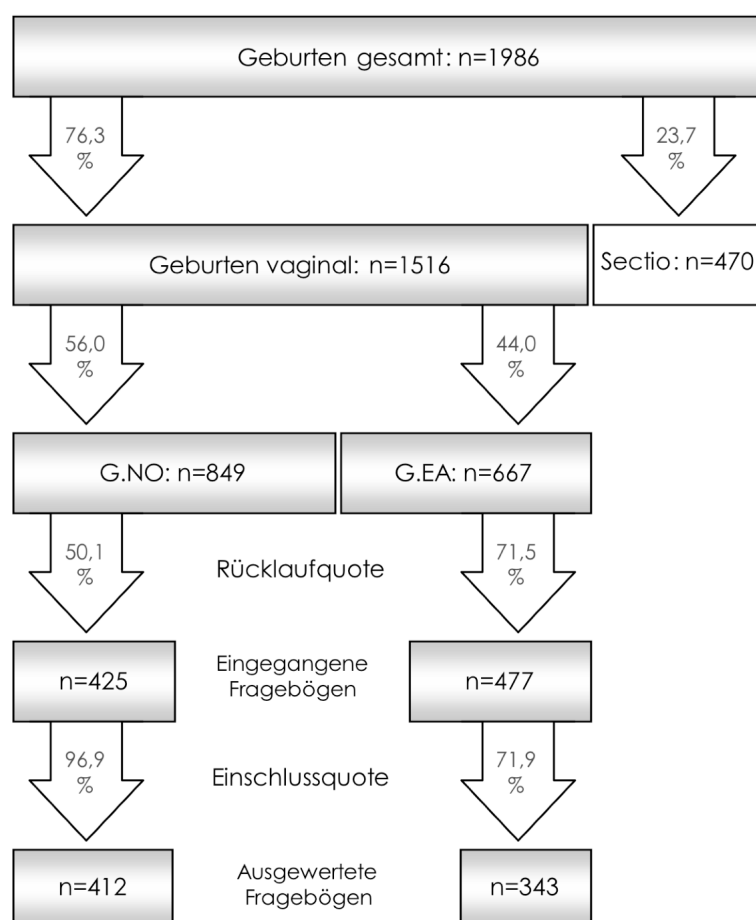 Geburten gesamt: n=1986
76,3
%
23,7
%
Geburten vaginal: n=1516
Sectio: n=470
56,0
%
44,0
%
G.NO: n=849
G.EA: n=667
50,1
%
Rücklaufquote
71,5
%
n=425
Eingegangene
Fragebögen
n=477
96,9
%
Einschlussquote
71,9
%
n=412
Ausgewertete
Fragebögen
n=343